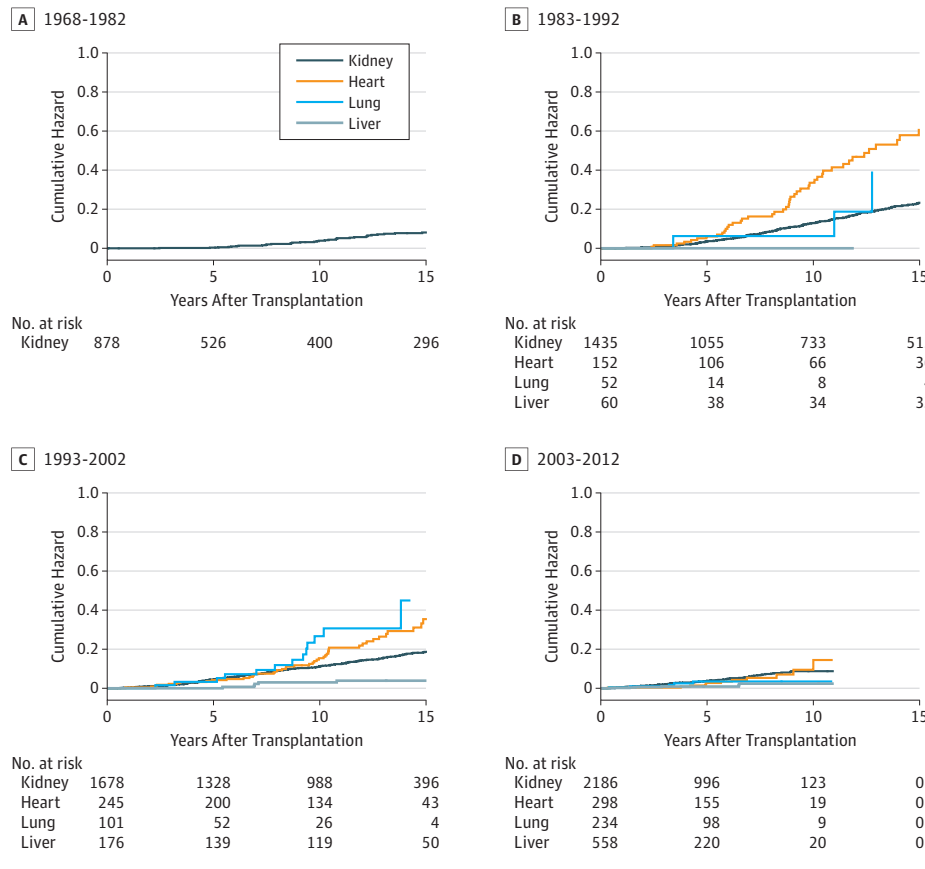 A 1968-1982
1.0
0.8
0.6
0.4
0.2
0
Cumulative Hazard
Kidney
Heart
Lung
Liver
0 5 10 15
Years After Transplantation
No. at risk
Kidney 878 526 400 296
B 1983-1992
1.0
0.8
0.6
0.4
0.2
0
Cumulative Hazard
0 5 10 15
Years After Transplantation
No. at risk
Kidney 1435 1055 733
Heart 152 106 66
Lung 52 14 8
Liver 60 38 34
C 1993-2002
1.0
0.8
0.6
0.4
0.2
0
Cumulative Hazard
0 5 10 15
Years After Transplantation
No. at risk
Kidney 1678 1328 988 396
Heart 245 200 134 43
Lung 101 52 26 4
Liver 176 139 119 50
D 2003-2012
1.0
0.8
0.6
0.4
0.2
0
Cumulative Hazard
0 5 10 15
Years After Transplantation
No. at risk
Kidney 2186 996 123 0
Heart 298 155 19 0
Lung 234 98 9 0
Liver 558 220 20 0